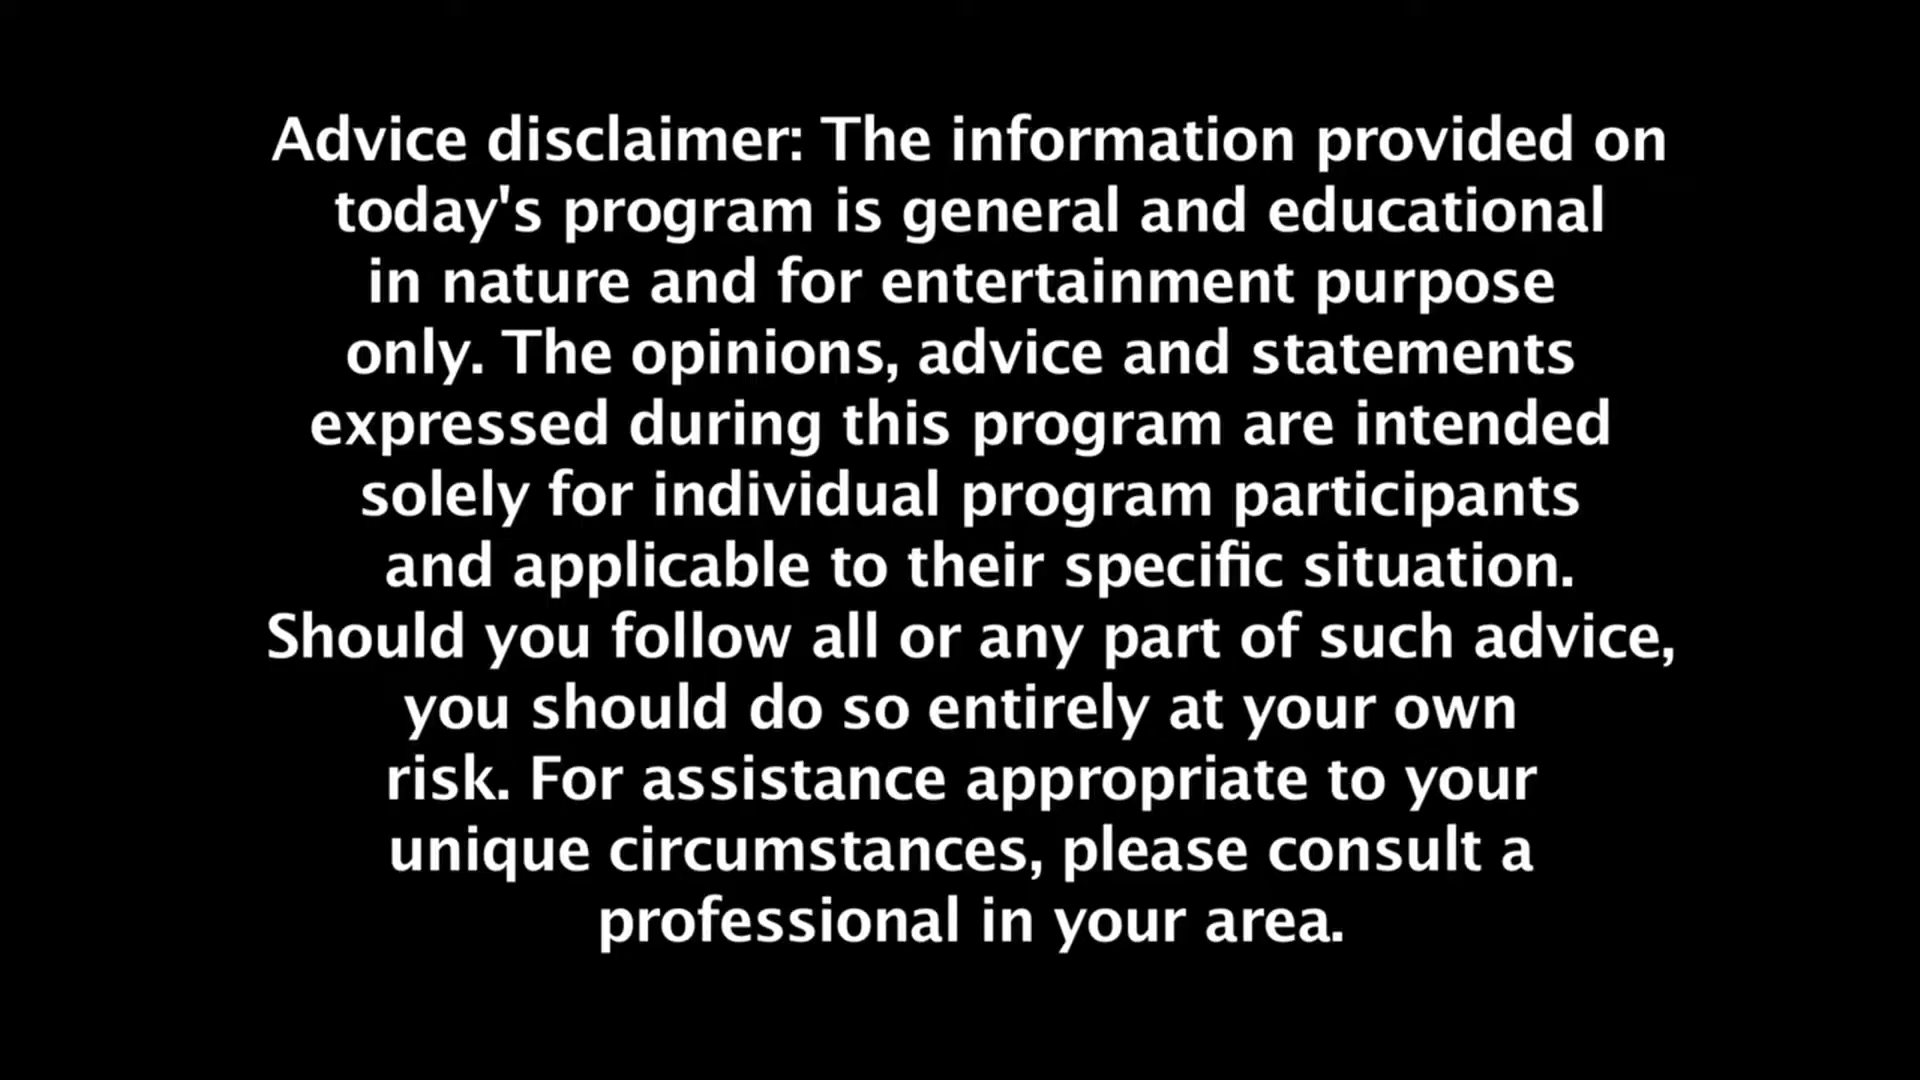 Advice disclaimer: The information provided on
today's program is general and educational
in nature and for entertainment purpose
only. The opinions, advice and statements
expressed during this program are intended
solely for individual program participants
and applicable to their specific situation.
Should you follow all or any part of such advice,
you should do so entirely at your own
risk. For assistance appropriate to your
unique circumstances, please consult a
professional in your area.